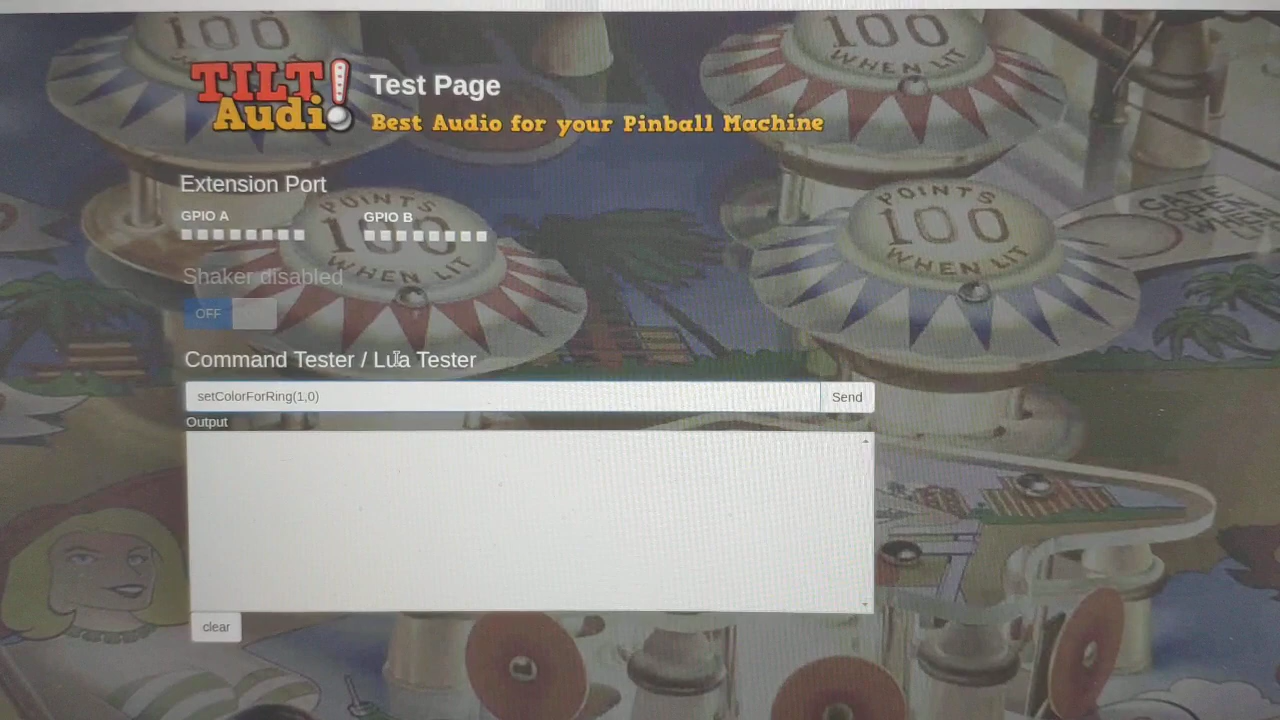 100
100
WHEN LIT
TILT!
Audio
Test Page
Best Audio for your Pinball Machine
Extension Port
GPIO A
GPIO B
POINTS
100
WHEN LIT
POINTS
100
WHEN LIT
GATE
OPEN
WHEN
LIT
Shaker disabled
OFF
Command Tester / Lua Tester
setColorForRing(1,0)
Send
Output
clear